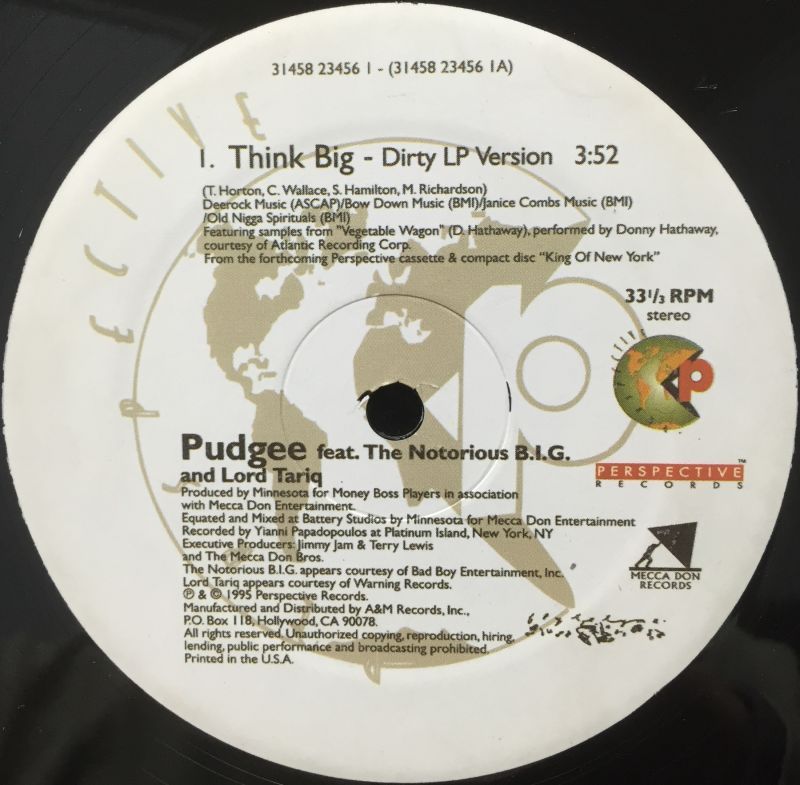 31458 23456 1 - (31458 23456 1A)
1. Think Big - Dirty LP Version 3:52
(T. Horton, C. Wallace, S. Hamilton, M. Richardson)
Deerock Music (ASCAP)/Bow Down Music (BMI)/Janice Combs Music (BMI)
/Old Nigga Spirituals (BMI)
Featuring samples from "Vegetable Wagon" (D. Hathaway), performed by Donny Hathaway,
courtesy of Atlantic Recording Corp.
From the forthcoming Perspective cassette & compact disc "King Of New York"
33 1/3 RPM
stereo
PERSPECTIVE
P
PERSPECTIVE™
RECORDS
Pudgee feat. The Notorious B.I.G.
and Lord Tariq
Produced by Minnesota for Money Boss Players in association
with Mecca Don Entertainment.
Equated and Mixed at Battery Studios by Minnesota for Mecca Don Entertainment
Recorded by Yianni Papadopoulos at Platinum Island, New York, NY
Executive Producers: Jimmy Jam & Terry Lewis
and The Mecca Don Bros.
The Notorious B.I.G. appears courtesy of Bad Boy Entertainment, Inc.
Lord Tariq appears courtesy of Warning Records.
℗ & ©. 1995 Perspective Records.
Manufactured and Distributed by A&M Records, Inc.,
P.O. Box 118, Hollywood, CA 90078.
All rights reserved. Unauthorized copying, reproduction, hiring,
lending, public performance and broadcasting prohibited.
Printed in the U.S.A.
MECCA DON
RECORDS